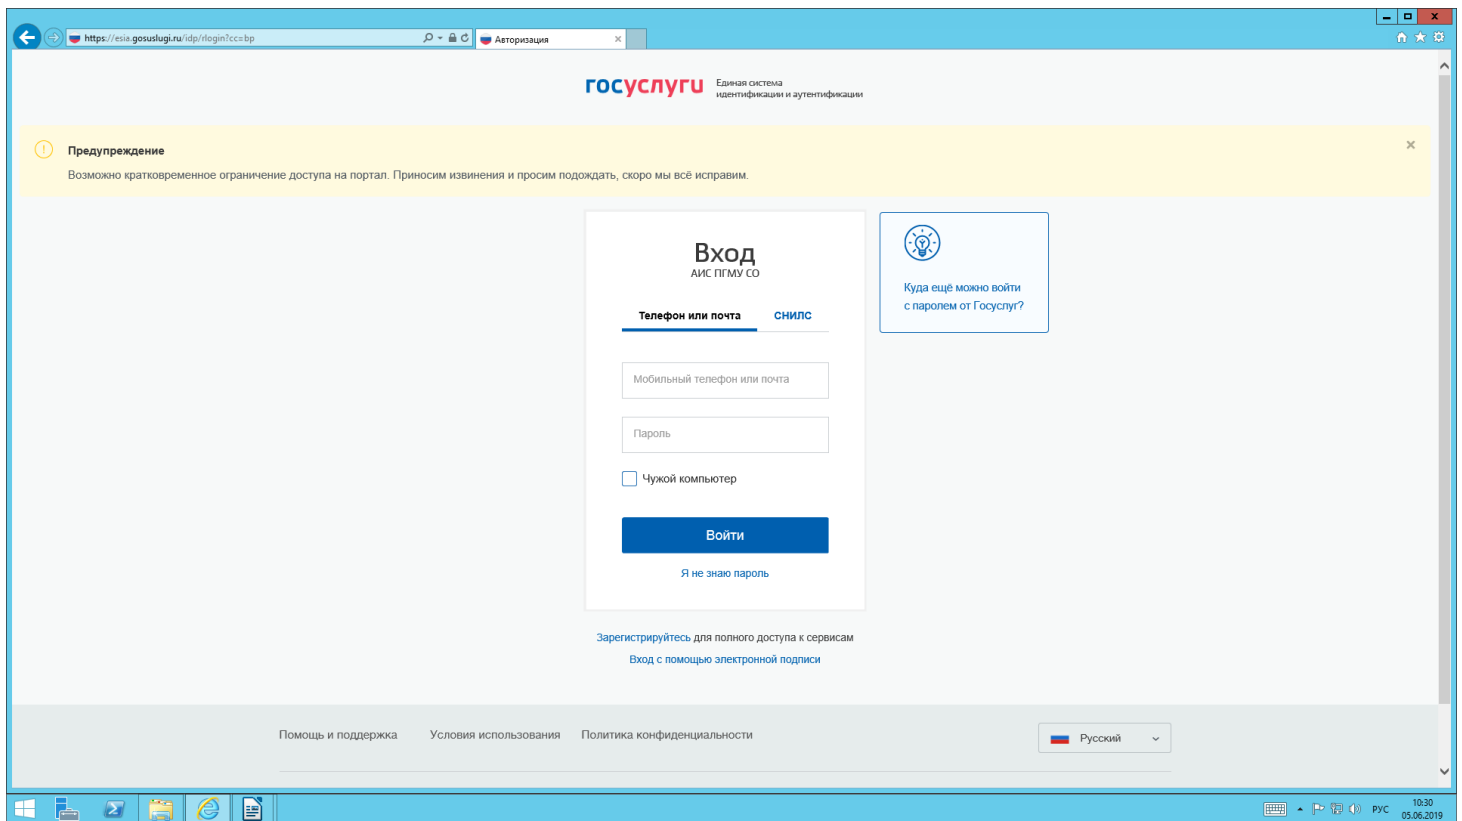 https://esia.gosuslugi.ru/idp/rlogin?cc=bp
Авторизация
госуслуги
Единая система
идентификации и аутентификации
Предупреждение
Возможно кратковременное ограничение доступа на портал. Приносим извинения и просим подождать, скоро мы всё исправим.
Вход
АИС ПГМУ СО
Телефон или почта СНИЛС
Мобильный телефон или почта
Пароль
Чужой компьютер
Войти
Я не знаю пароль
Куда ещё можно войти
с паролем от Госуслуг?
Зарегистрируйтесь для полного доступа к сервисам
Вход с помощью электронной подписи
Помощь и поддержка Условия использования Политика конфиденциальности
Русский
РУС
10:30
05.06.2019